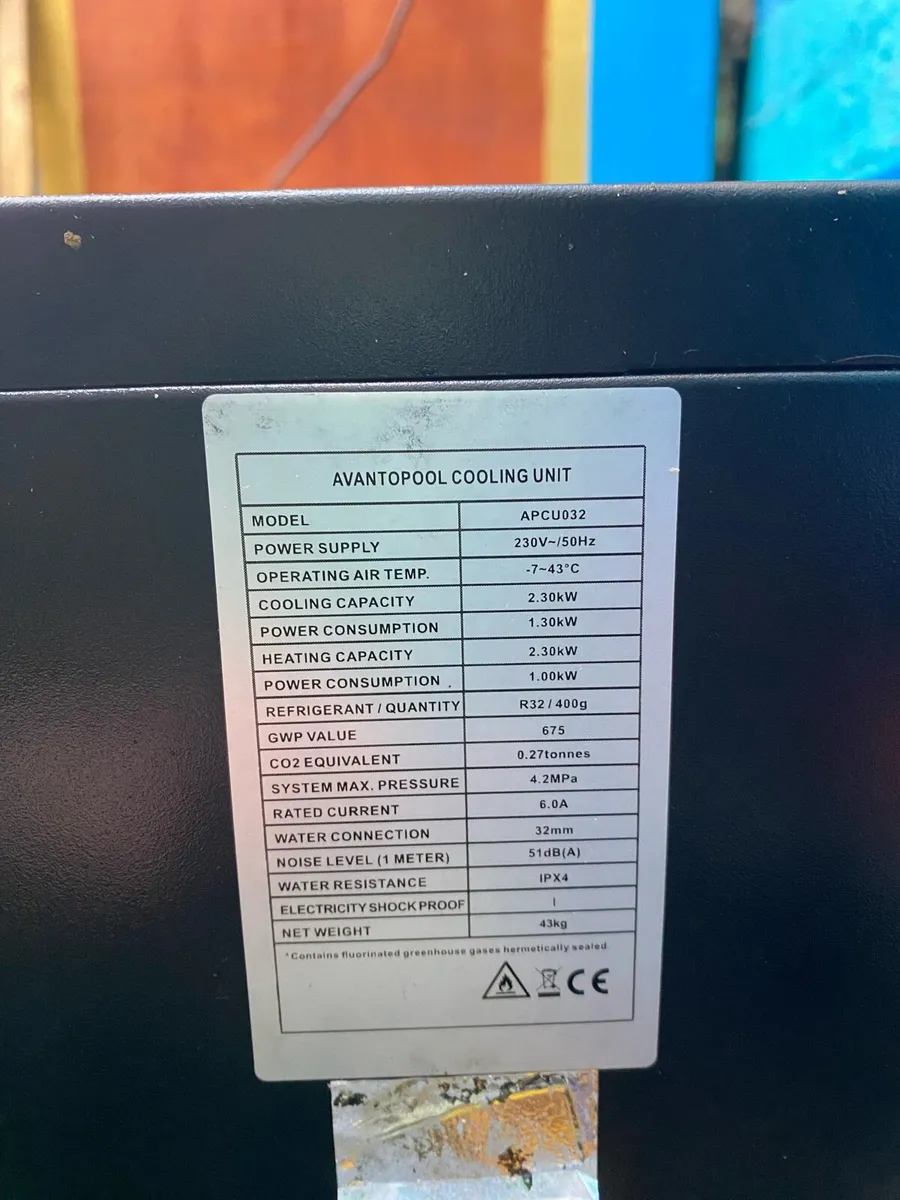 AVANTOPOOL COOLING UNIT
MODEL APCU032
POWER SUPPLY 230V~/50Hz
OPERATING AIR TEMP. -7~43°C
COOLING CAPACITY 2.30kW
POWER CONSUMPTION 1.30kW
HEATING CAPACITY 2.30kW
POWER CONSUMPTION . 1.00kW
REFRIGERANT / QUANTITY R32 / 400g
GWP VALUE 675
CO2 EQUIVALENT 0.27tonnes
SYSTEM MAX. PRESSURE 4.2MPa
RATED CURRENT 6.0A
WATER CONNECTION 32mm
NOISE LEVEL (1 METER) 51dB(A)
WATER RESISTANCE IPX4
ELECTRICITY SHOCK PROOF I
NET WEIGHT 43kg
*Contains fluorinated greenhouse gases hermetically sealed.
CE